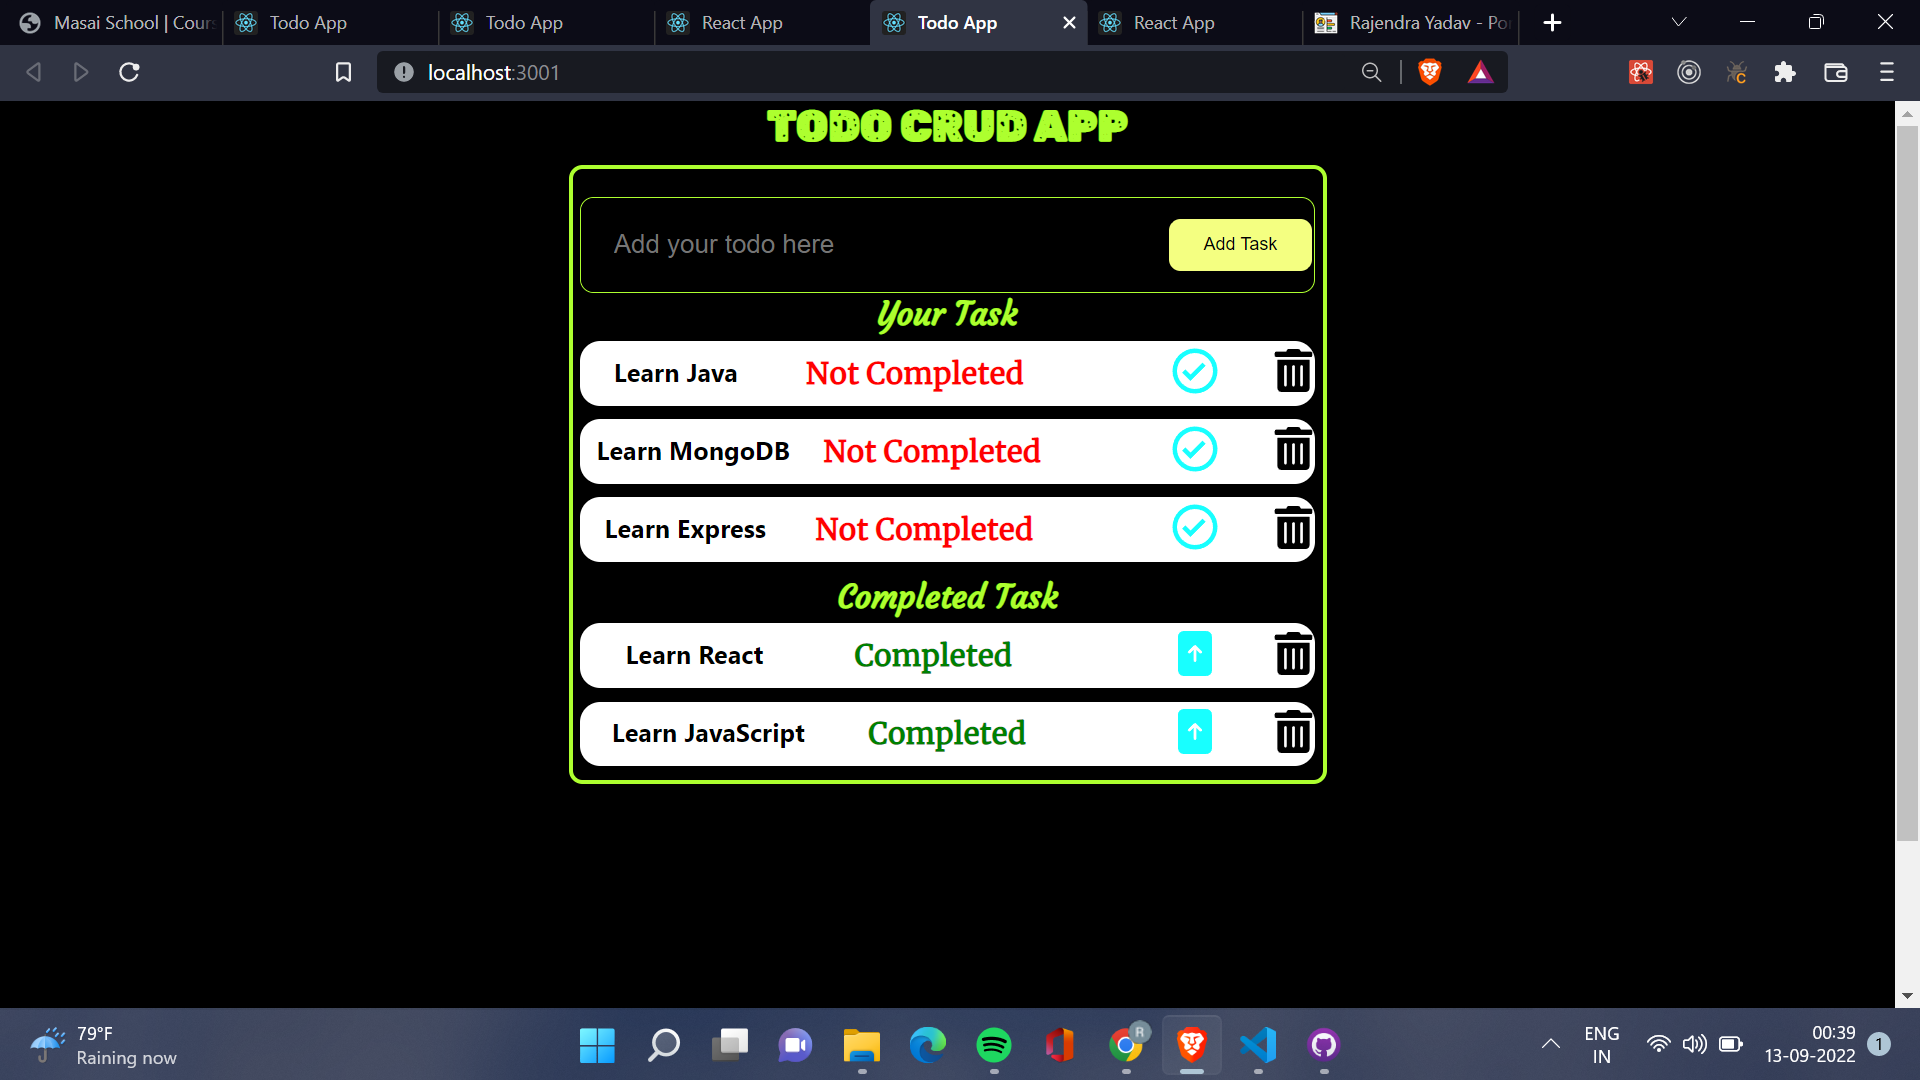 Masai School | Cour
Todo App
Todo App
React App
Todo App
React App
Rajendra Yadav - Po
localhost:3001
TODO CRUD APP
Add your todo here
Add Task
Your Task
Learn Java Not Completed
Learn MongoDB Not Completed
Learn Express Not Completed
Completed Task
Learn React Completed
Learn JavaScript Completed
79°F
Raining now
R
ENG
IN
00:39
13-09-2022
1